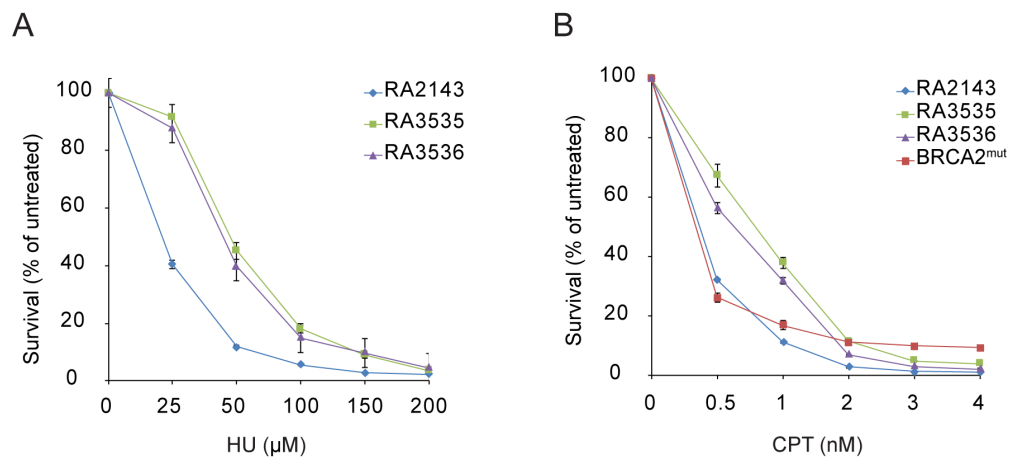 A
Survival (% of untreated)
100
80
60
40
20
0
0 25 50 100 150 200
HU (µM)
RA2143
RA3535
RA3536
B
Survival (% of untreated)
100
80
60
40
20
0
0 0.5 1 2 3 4
CPT (nM)
RA2143
RA3535
RA3536
BRCA2ᵐᵘᵗ